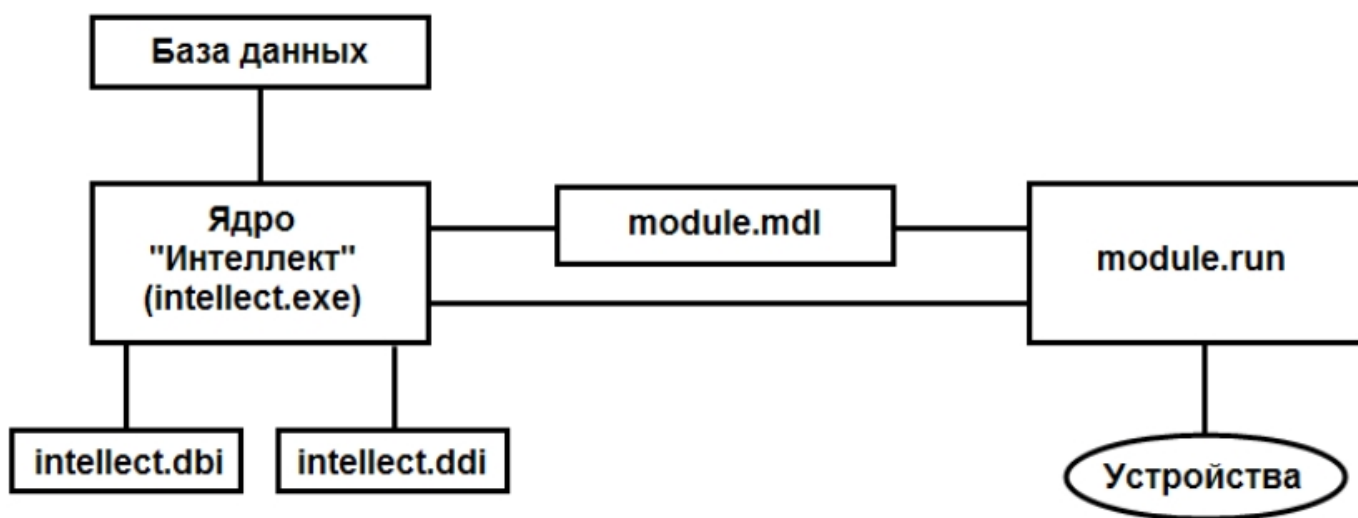 База данных
Ядро
"Интеллект"
(intellect.exe)
module.mdl
module.run
intellect.dbi
intellect.ddi
Устройства